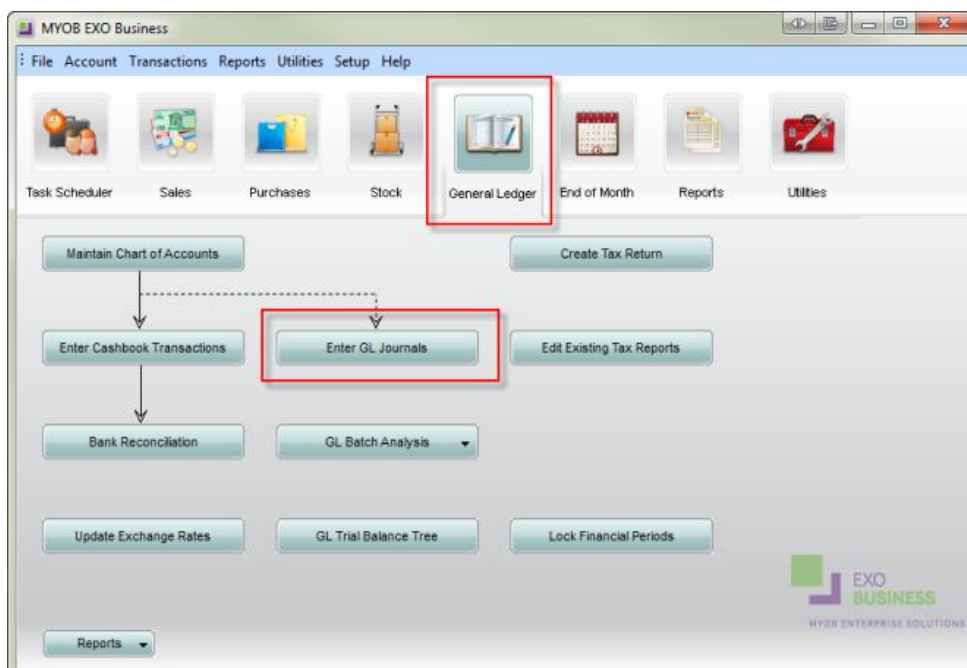 MYOB EXO Business
File Account Transactions Reports Utilities Setup Help
Task Scheduler Sales Purchases Stock General Ledger End of Month Reports Utilities
Maintain Chart of Accounts Create Tax Return
Enter Cashbook Transactions Enter GL Journals Edit Existing Tax Reports
Bank Reconciliation GL Batch Analysis
Update Exchange Rates GL Trial Balance Tree Lock Financial Periods
EXO
BUSINESS
MYOB ENTERPRISE SOLUTIONS
Reports